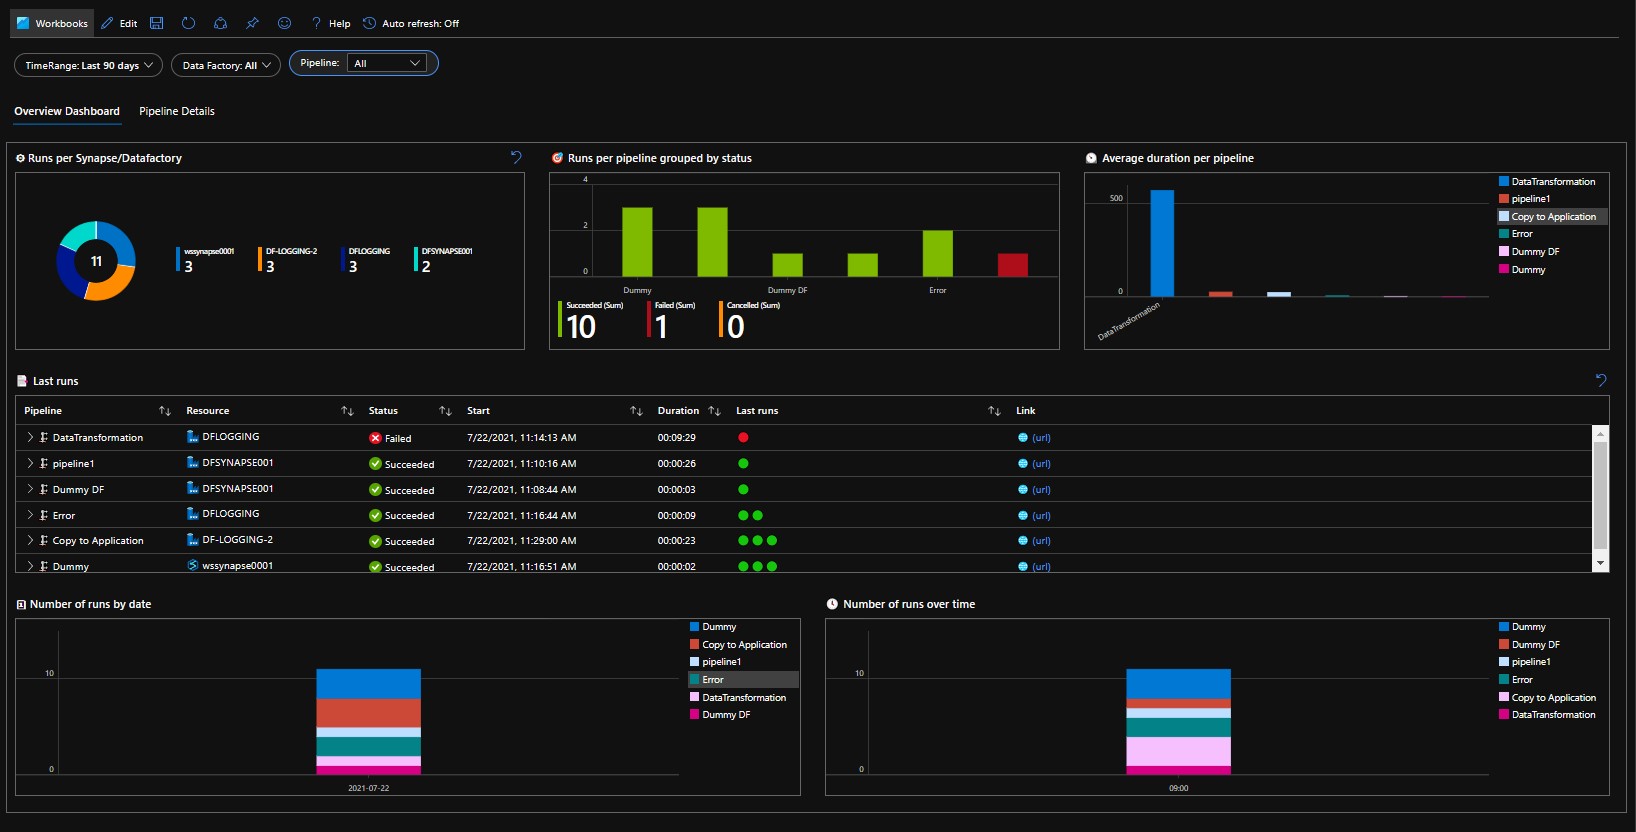 Workbooks Edit Help Auto refresh: Off
TimeRange: Last 90 days Data Factory: All Pipeline: All
Overview Dashboard Pipeline Details
Runs per Synapse/Datafactory
11
wssynapse0001 DF-LOGGING-2 DFLOGGING DFSYNAPSE001
3 3 3 2
Runs per pipeline grouped by status
4
2
0
Dummy Dummy DF Error
Succeeded (Sum) Failed (Sum) Cancelled (Sum)
10 1 0
Average duration per pipeline
500
0
DataTransformation
DataTransformation
pipeline1
Copy to Application
Error
Dummy DF
Dummy
Last runs
Pipeline Resource Status Start Duration Last runs Link
DataTransformation DFLOGGING Failed 7/22/2021, 11:14:13 AM 00:09:29 (url)
pipeline1 DFSYNAPSE001 Succeeded 7/22/2021, 11:10:16 AM 00:00:26 (url)
Dummy DF DFSYNAPSE001 Succeeded 7/22/2021, 11:08:44 AM 00:00:03 (url)
Error DFLOGGING Succeeded 7/22/2021, 11:16:44 AM 00:00:09 (url)
Copy to Application DF-LOGGING-2 Succeeded 7/22/2021, 11:29:00 AM 00:00:23 (url)
Dummy wssynapse0001 Succeeded 7/22/2021, 11:16:51 AM 00:00:02 (url)
Number of runs by date
10
0
2021-07-22
Dummy
Copy to Application
pipeline1
Error
DataTransformation
Dummy DF
Number of runs over time
10
0
09:00
Dummy
Dummy DF
pipeline1
Error
Copy to Application
DataTransformation